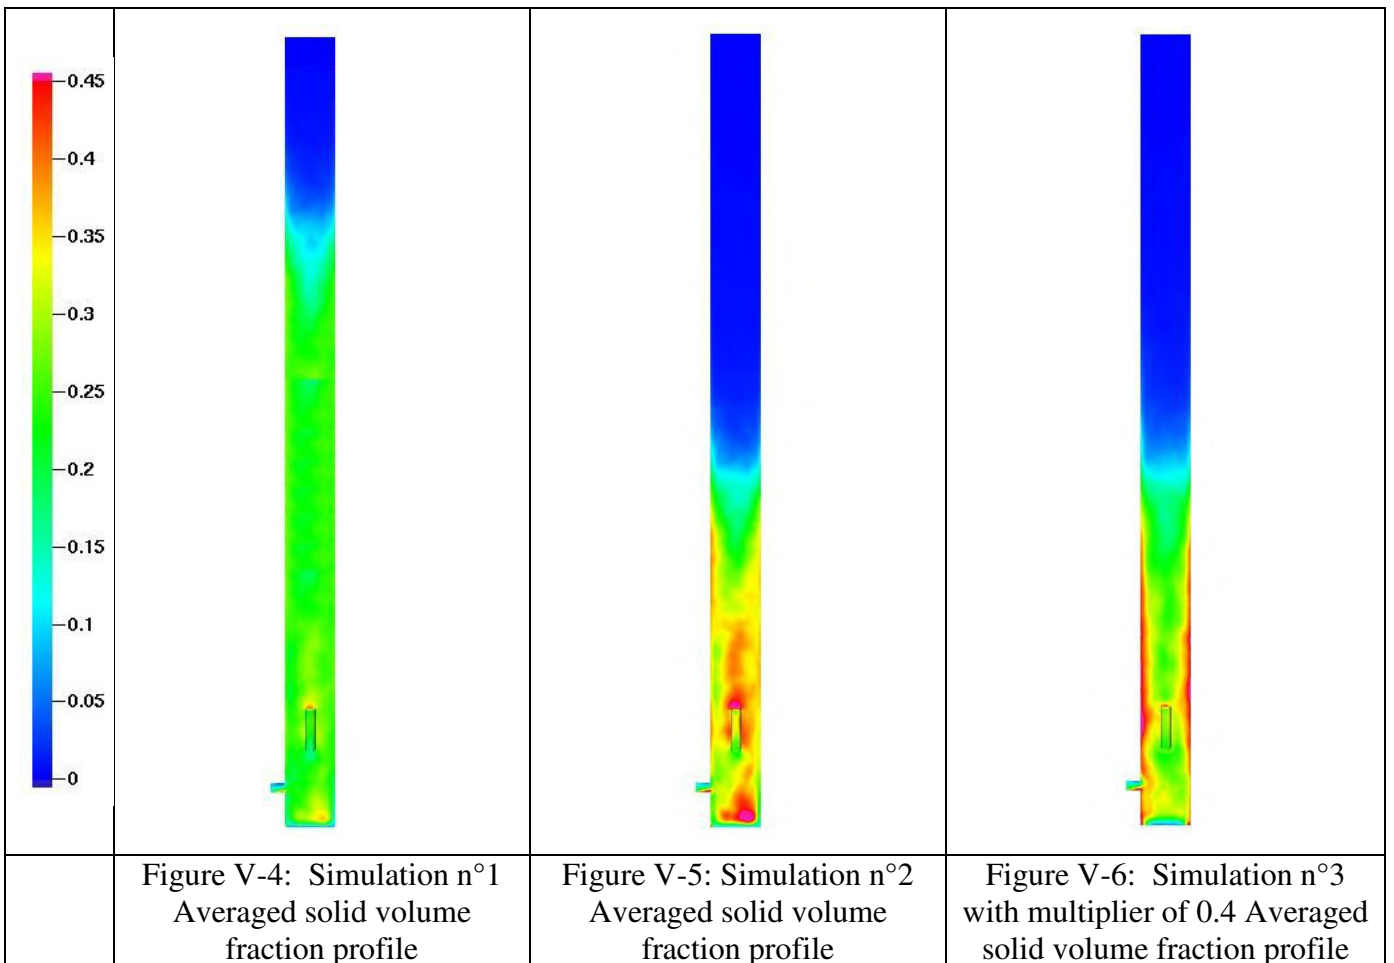 0.45
0.4
0.35
0.3
0.25
0.2
0.15
0.1
0.05
0
Figure V-4: Simulation n°1
Averaged solid volume
fraction profile
Figure V-5: Simulation n°2
Averaged solid volume
fraction profile
Figure V-6: Simulation n°3
with multiplier of 0.4 Averaged
solid volume fraction profile